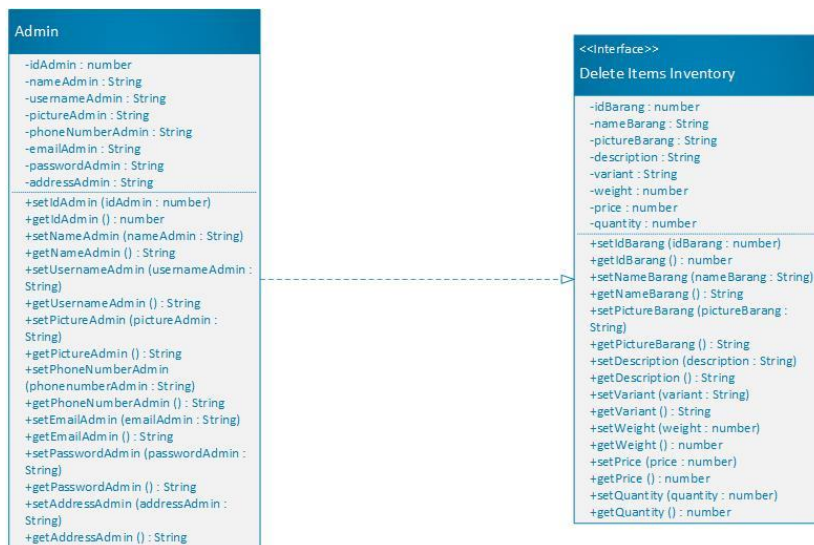 Admin
-idAdmin : number
-nameAdmin : String
-usernameAdmin : String
-pictureAdmin : String
-phoneNumberAdmin : String
-emailAdmin : String
-passwordAdmin : String
-addressAdmin : String
+setIdAdmin (idAdmin : number)
+getIdAdmin () : number
+setNameAdmin (nameAdmin : String)
+getNameAdmin () : String
+setUsernameAdmin (usernameAdmin :
String)
+getUsernameAdmin () : String
+setPictureAdmin (pictureAdmin :
String)
+getPictureAdmin () : String
+setPhoneNumberAdmin
(phonenumberAdmin : String)
+getPhoneNumberAdmin () : String
+setEmailAdmin (emailAdmin : String)
+getEmailAdmin () : String
+setPasswordAdmin (passwordAdmin :
String)
+getPasswordAdmin () : String
+setAddressAdmin (addressAdmin :
String)
+getAddressAdmin () : String
<<Interface>>
Delete Items Inventory
-idBarang : number
-nameBarang : String
-pictureBarang : String
-description : String
-variant : String
-weight : number
-price : number
-quantity : number
+setIdBarang (idBarang : number)
+getIdBarang () : number
+setNameBarang (nameBarang : String)
+getNameBarang () : String
+setPictureBarang (pictureBarang :
String)
+getPictureBarang () : String
+setDescription (description : String)
+getDescription () : String
+setVariant (variant : String)
+getVariant () : String
+setWeight (weight : number)
+getWeight () : number
+setPrice (price : number)
+getPrice () : number
+setQuantity (quantity : number)
+getQuantity () : number